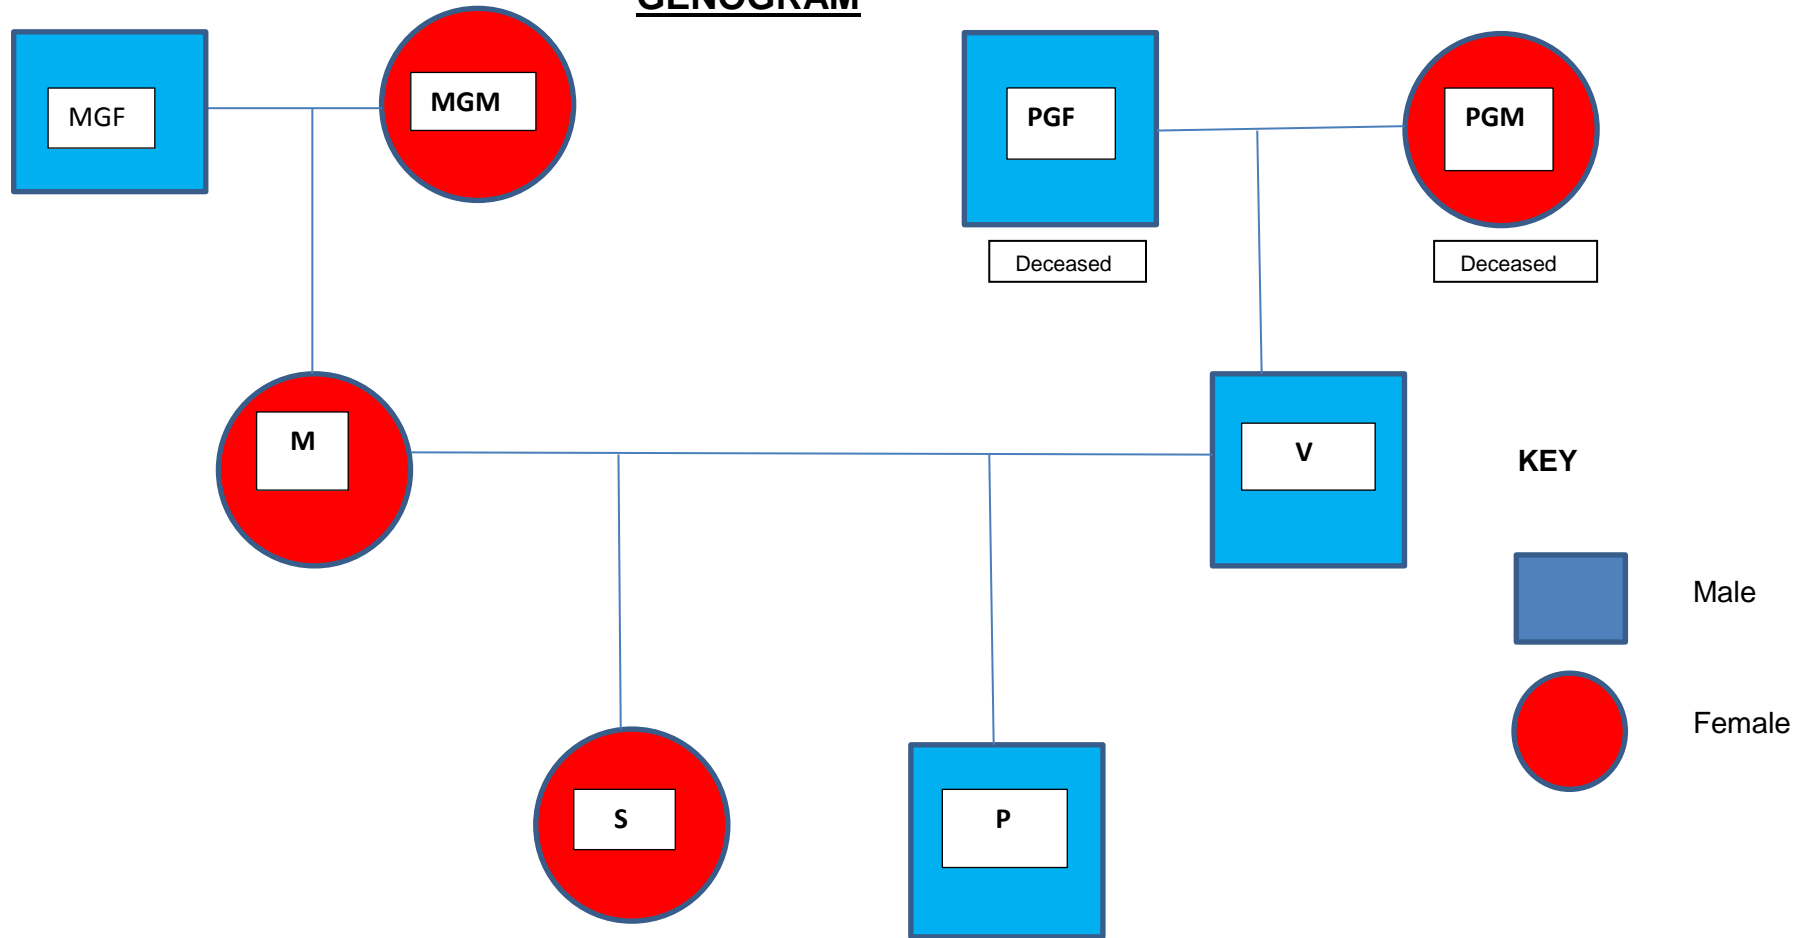 GENOGRAM
MGF
MGM
PGF
PGM
Deceased
Deceased
M
V
KEY
Male
Female
S
P